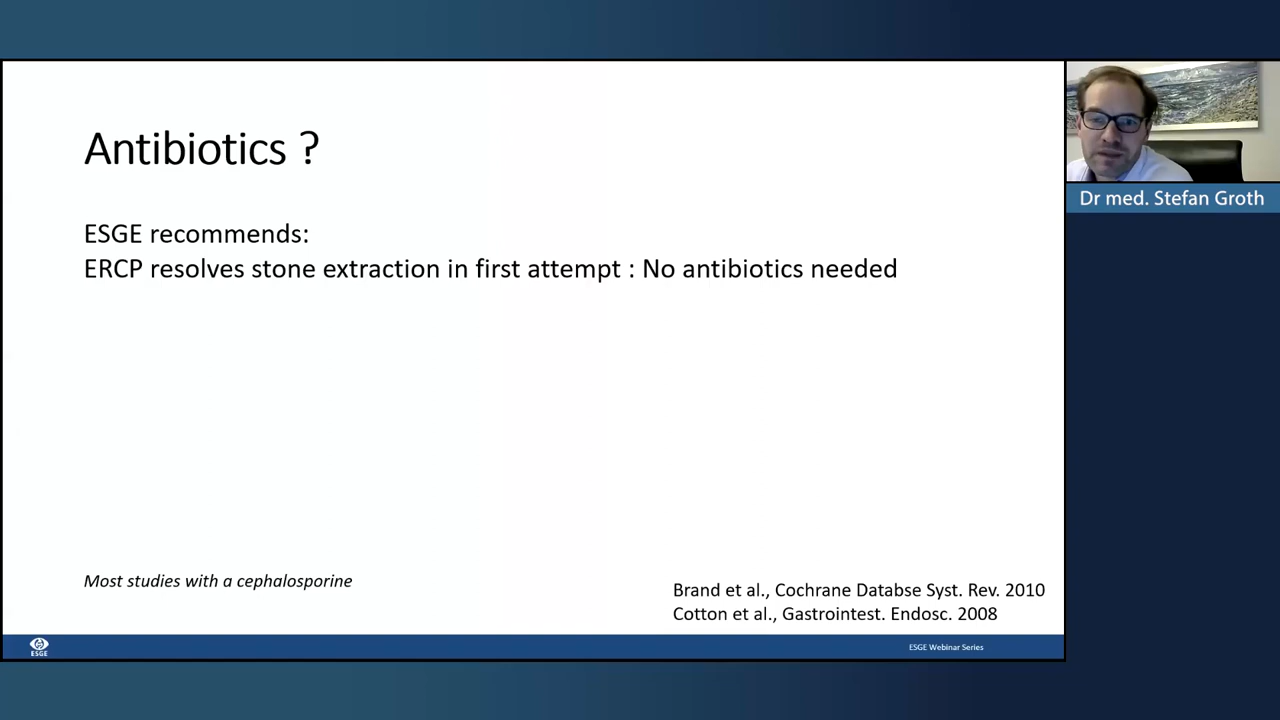 Antibiotics ?
ESGE recommends:
ERCP resolves stone extraction in first attempt : No antibiotics needed
Most studies with a cephalosporine
Brand et al., Cochrane Databse Syst. Rev. 2010
Cotton et al., Gastrointest. Endosc. 2008
ESGE
ESGE Webinar Series
Dr med. Stefan Groth